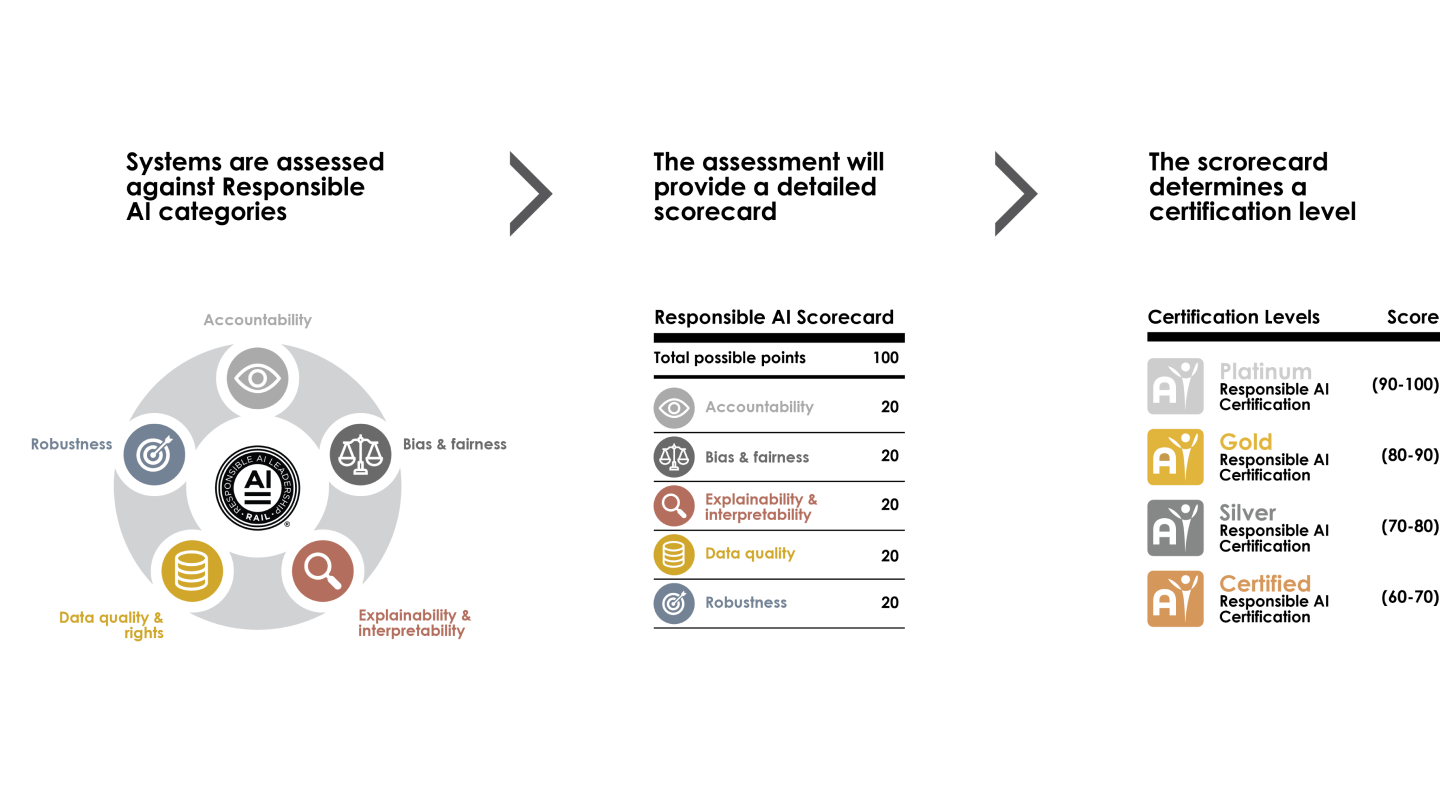 Systems are assessed
against Responsible
AI categories
The assessment will
provide a detailed
scorecard
The scrorecard
determines a
certification level
Accountability
Robustness
Bias & fairness
RESPONSIBLE AI LEADERSHIP
AI
· RAIL ·
®
Data quality &
rights
Explainability &
interpretability
Responsible AI Scorecard
Total possible points 100
Accountability 20
Bias & fairness 20
Explainability &
interpretability 20
Data quality 20
Robustness 20
Certification Levels Score
Platinum
Responsible AI
Certification
(90-100)
Gold
Responsible AI
Certification
(80-90)
Silver
Responsible AI
Certification
(70-80)
Certified
Responsible AI
Certification
(60-70)